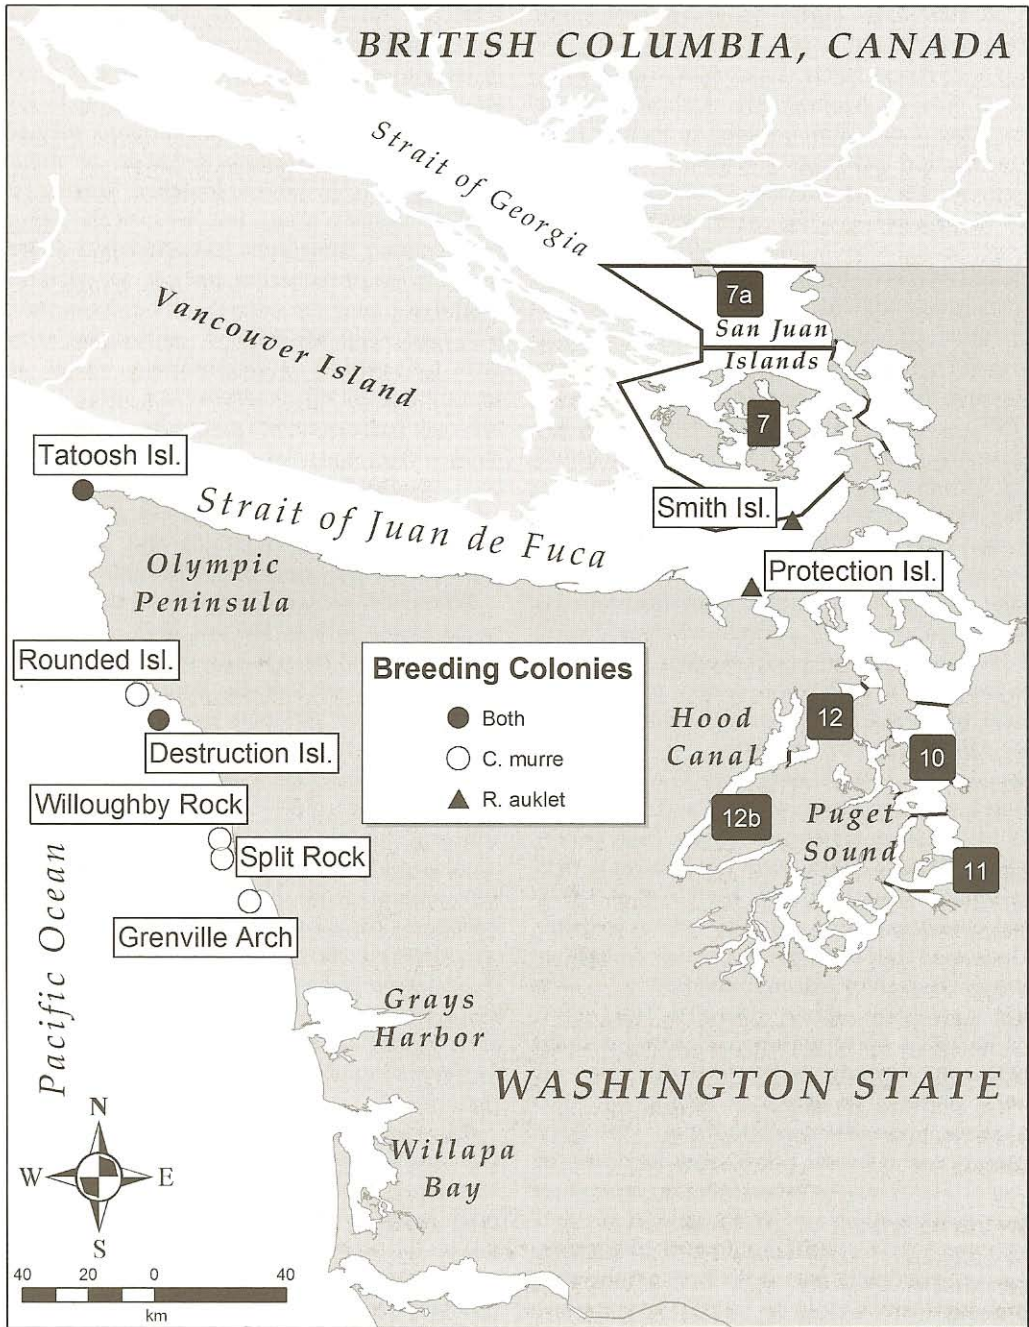 BRITISH COLUMBIA, CANADA
Strait of Georgia
7a
San Juan
Islands
Vancouver Island
7
Tatoosh Isl.
Strait of Juan de Fuca
Smith Isl.
Olympic
Peninsula
Protection Isl.
Rounded Isl.
Breeding Colonies
Both
C. murre
R. auklet
Hood
Canal
12
10
Destruction Isl.
Willoughby Rock
12b
Puget
Sound
Split Rock
11
Grenville Arch
Pacific Ocean
Grays
Harbor
WASHINGTON STATE
N
W
E
S
Willapa
Bay
40 20 0 40
km